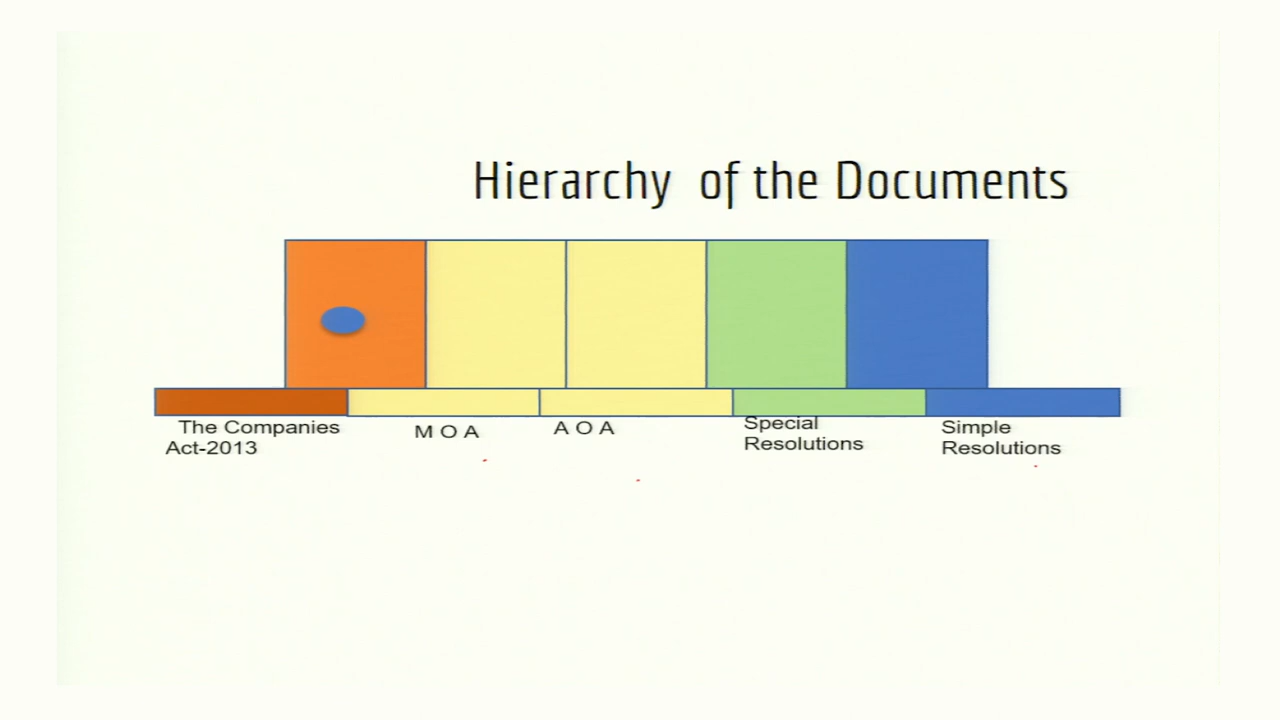 Hierarchy of the Documents
The Companies
Act-2013
M O A
A O A
Special
Resolutions
Simple
Resolutions